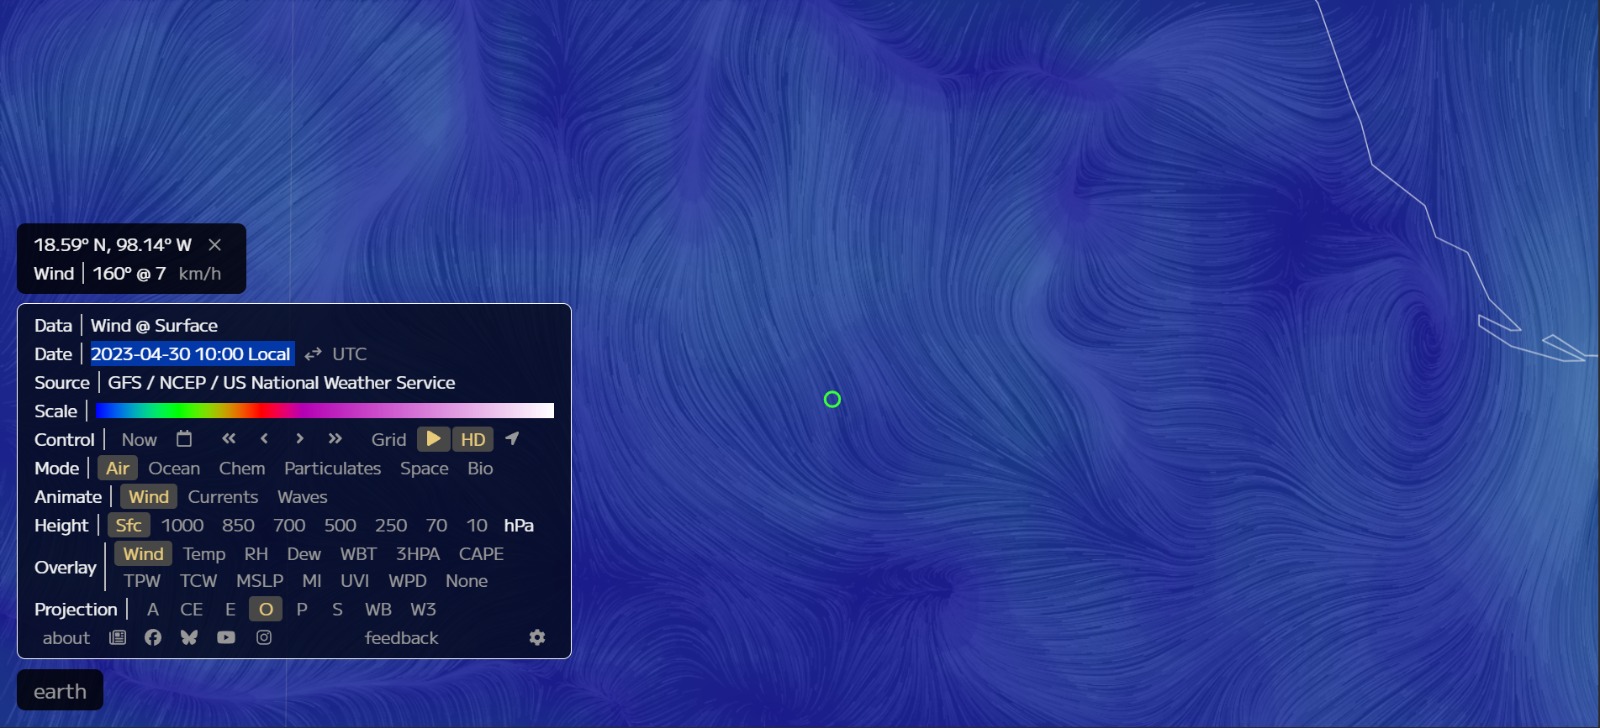 18.59° N, 98.14° W ×
Wind | 160° @ 7 km/h
Data | Wind @ Surface
Date | 2023-04-30 10:00 Local ⇄ UTC
Source | GFS / NCEP / US National Weather Service
Scale |
Control | Now « ‹ › » Grid HD
Mode | Air Ocean Chem Particulates Space Bio
Animate | Wind Currents Waves
Height | Sfc 1000 850 700 500 250 70 10 hPa
Overlay | Wind Temp RH Dew WBT 3HPA CAPE
TPW TCW MSLP MI UVI WPD None
Projection | A CE E O P S WB W3
about feedback
earth